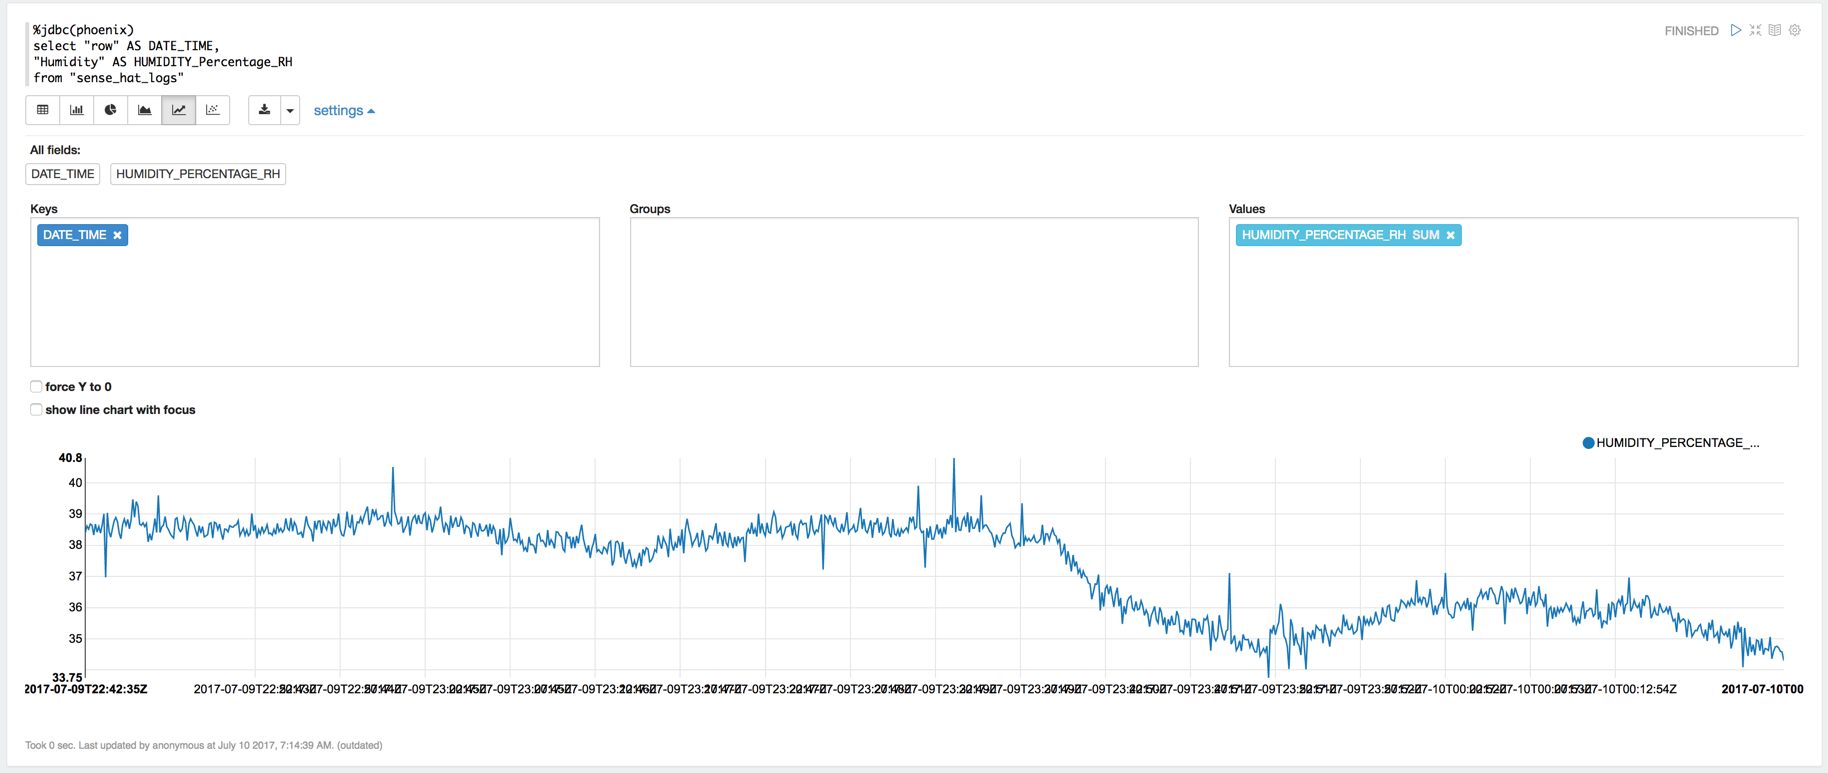 %jdbc(phoenix)
FINISHED
select "row" AS DATE_TIME,
"Humidity" AS HUMIDITY_Percentage_RH
from "sense_hat_logs"
settings
All fields:
DATE_TIME HUMIDITY_PERCENTAGE_RH
Keys Groups Values
DATE_TIME × HUMIDITY_PERCENTAGE_RH SUM ×
force Y to 0
show line chart with focus
HUMIDITY_PERCENTAGE_...
40.8
40
39
38
37
36
35
33.75
2017-07-09T22:42:35Z 2017-07-10T00:12:54Z 2017-07-10T00
Took 0 sec. Last updated by anonymous at July 10 2017, 7:14:39 AM. (outdated)